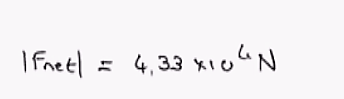 |Fnet| = 4,33 x10⁴ N